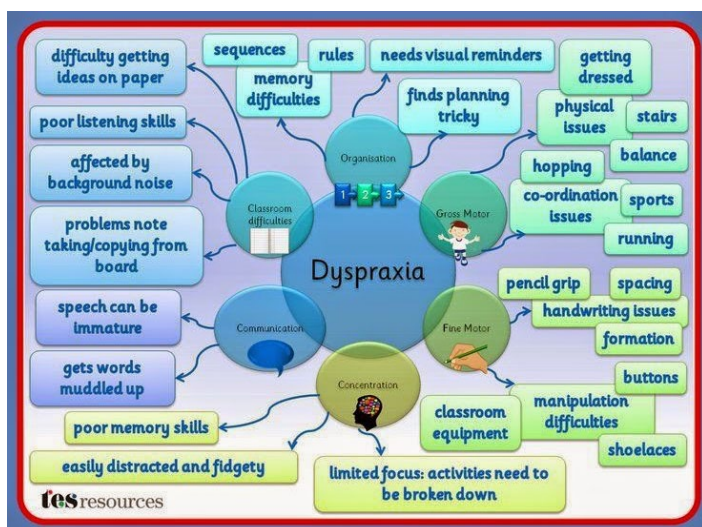 difficulty getting
ideas on paper
poor listening skills
affected by
background noise
problems note
taking/copying from
board
Classroom
difficulties
sequences
rules
memory
difficulties
needs visual reminders
finds planning
tricky
Organisation
1 2 3
getting
dressed
physical
issues
stairs
balance
hopping
co-ordination
issues
sports
running
Gross Motor
Dyspraxia
speech can be
immature
gets words
muddled up
Communication
pencil grip
spacing
handwriting issues
formation
Fine Motor
buttons
manipulation
difficulties
classroom
equipment
shoelaces
Concentration
poor memory skills
easily distracted and fidgety
limited focus: activities need to
be broken down
tes resources